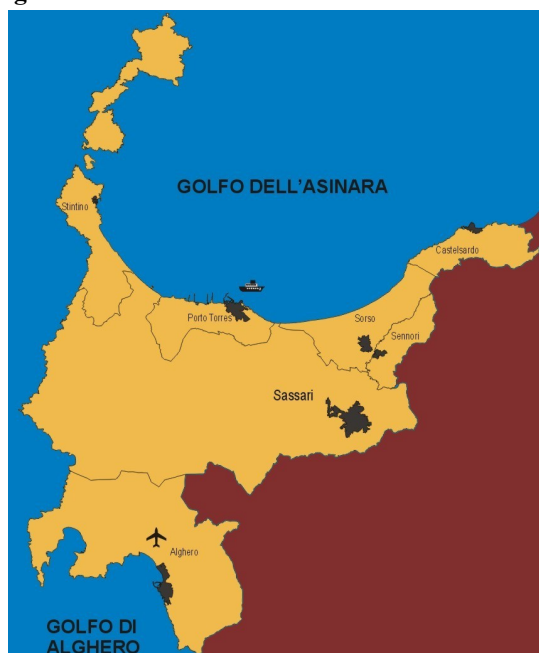 GOLFO DELL'ASINARA
Stintino
Castelsardo
Porto Torres
Sorso
Sennori
Sassari
Alghero
GOLFO DI
ALGHERO